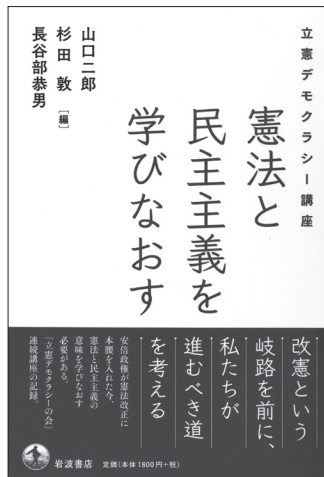 立憲デモクラシー講座
憲法と
民主主義を
学びなおす
山口二郎
杉田 敦
長谷部恭男
[編]
改憲という
岐路を前に、
私たちが
進むべき道
を考える
安倍政権が憲法改正に
本腰を入れた今、
憲法と民主主義の
意味を学びなおす
必要がある。
「立憲デモクラシーの会」
連続講座の記録。
岩波書店
定価(本体1800円+税)